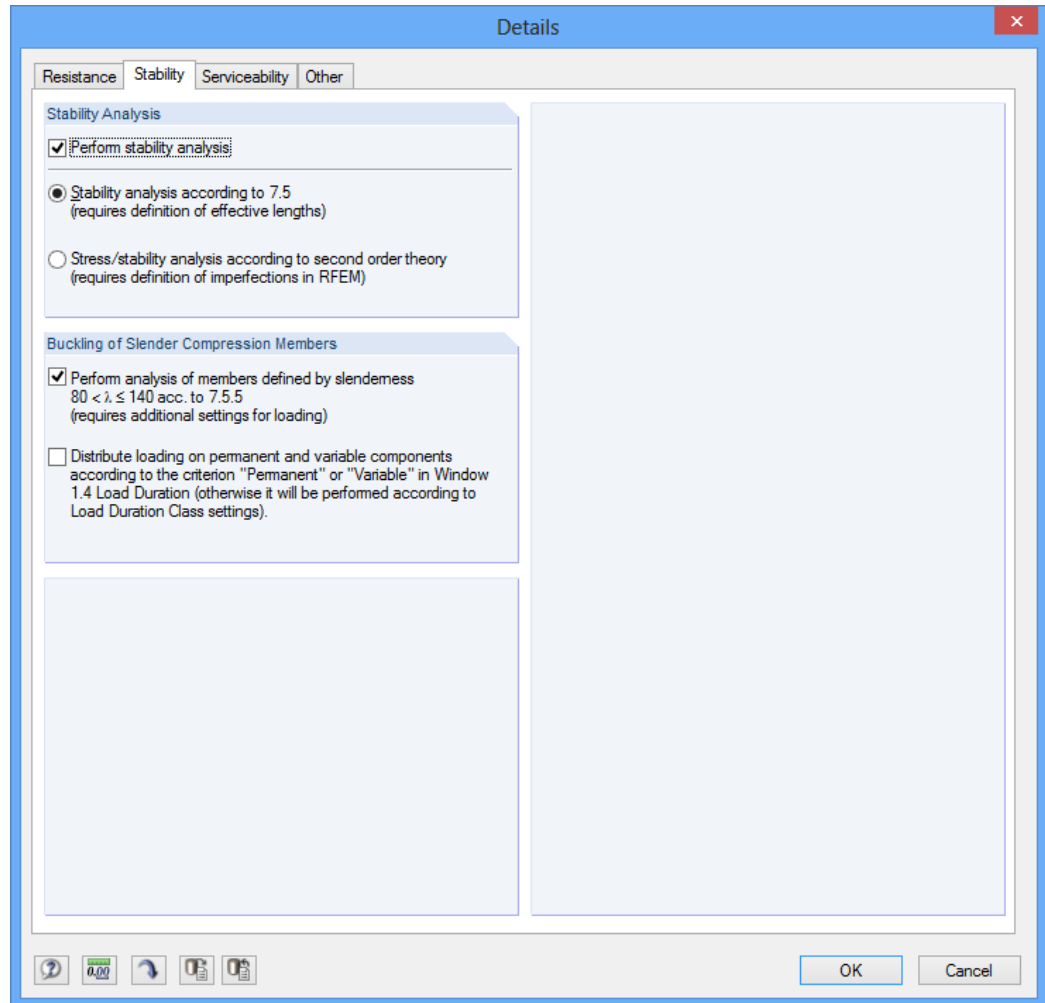 Details
Resistance Stability Serviceability Other
Stability Analysis
Perform stability analysis
Stability analysis according to 7.5
(requires definition of effective lengths)
Stress/stability analysis according to second order theory
(requires definition of imperfections in RFEM)
Buckling of Slender Compression Members
Perform analysis of members defined by slenderness
80 < λ ≤ 140 acc. to 7.5.5
(requires additional settings for loading)
Distribute loading on permanent and variable components
according to the criterion "Permanent" or "Variable" in Window
1.4 Load Duration (otherwise it will be performed according to
Load Duration Class settings).
0.00
OK Cancel